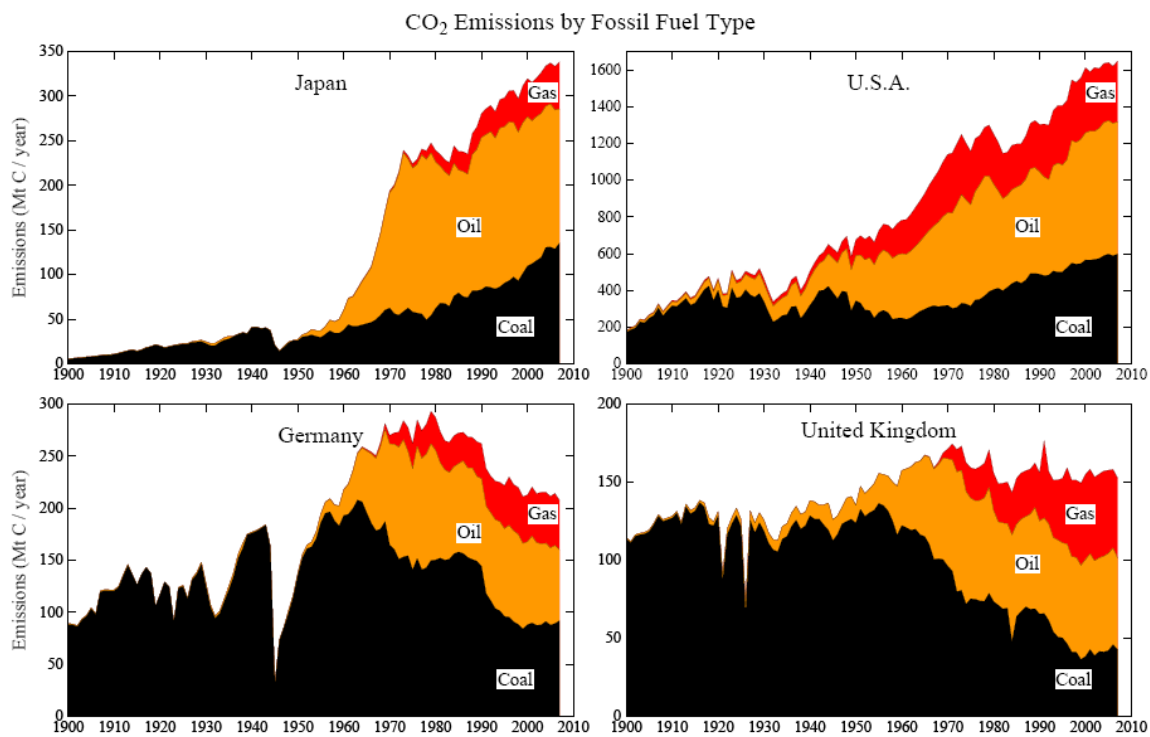 CO2 Emissions by Fossil Fuel Type
Emissions (Mt C / year)
350
300
250
200
150
100
50
0
Japan
Gas
Oil
Coal
1900 1910 1920 1930 1940 1950 1960 1970 1980 1990 2000 2010
1600
1400
1200
1000
800
600
400
200
0
U.S.A.
Gas
Oil
Coal
1900 1910 1920 1930 1940 1950 1960 1970 1980 1990 2000 2010
Emissions (Mt C / year)
300
250
200
150
100
50
0
Germany
Gas
Oil
Coal
1900 1910 1920 1930 1940 1950 1960 1970 1980 1990 2000 2010
200
150
100
50
0
United Kingdom
Gas
Oil
Coal
1900 1910 1920 1930 1940 1950 1960 1970 1980 1990 2000 2010